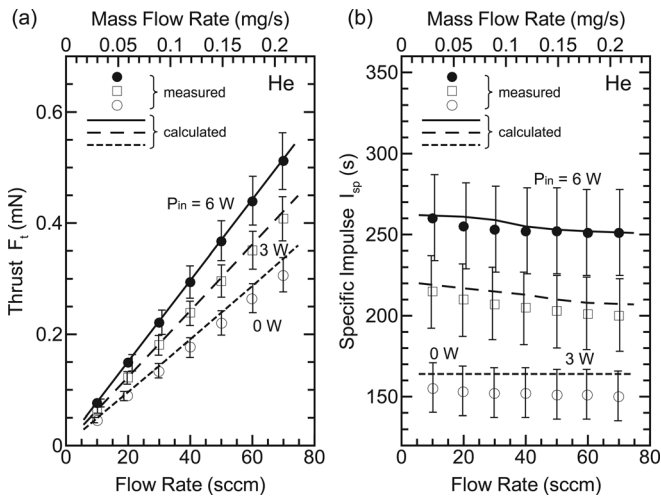 (a)
Mass Flow Rate (mg/s)
0 0.05 0.1 0.15 0.2
0.6
0.4
0.2
0
Thrust Ft (mN)
He
measured
calculated
Pin = 6 W
3 W
0 W
0 20 40 60 80
Flow Rate (sccm)
(b)
Mass Flow Rate (mg/s)
0 0.05 0.1 0.15 0.2
350
300
250
200
150
Specific Impulse Isp (s)
He
measured
calculated
Pin = 6 W
0 W
3 W
0 20 40 60 80
Flow Rate (sccm)